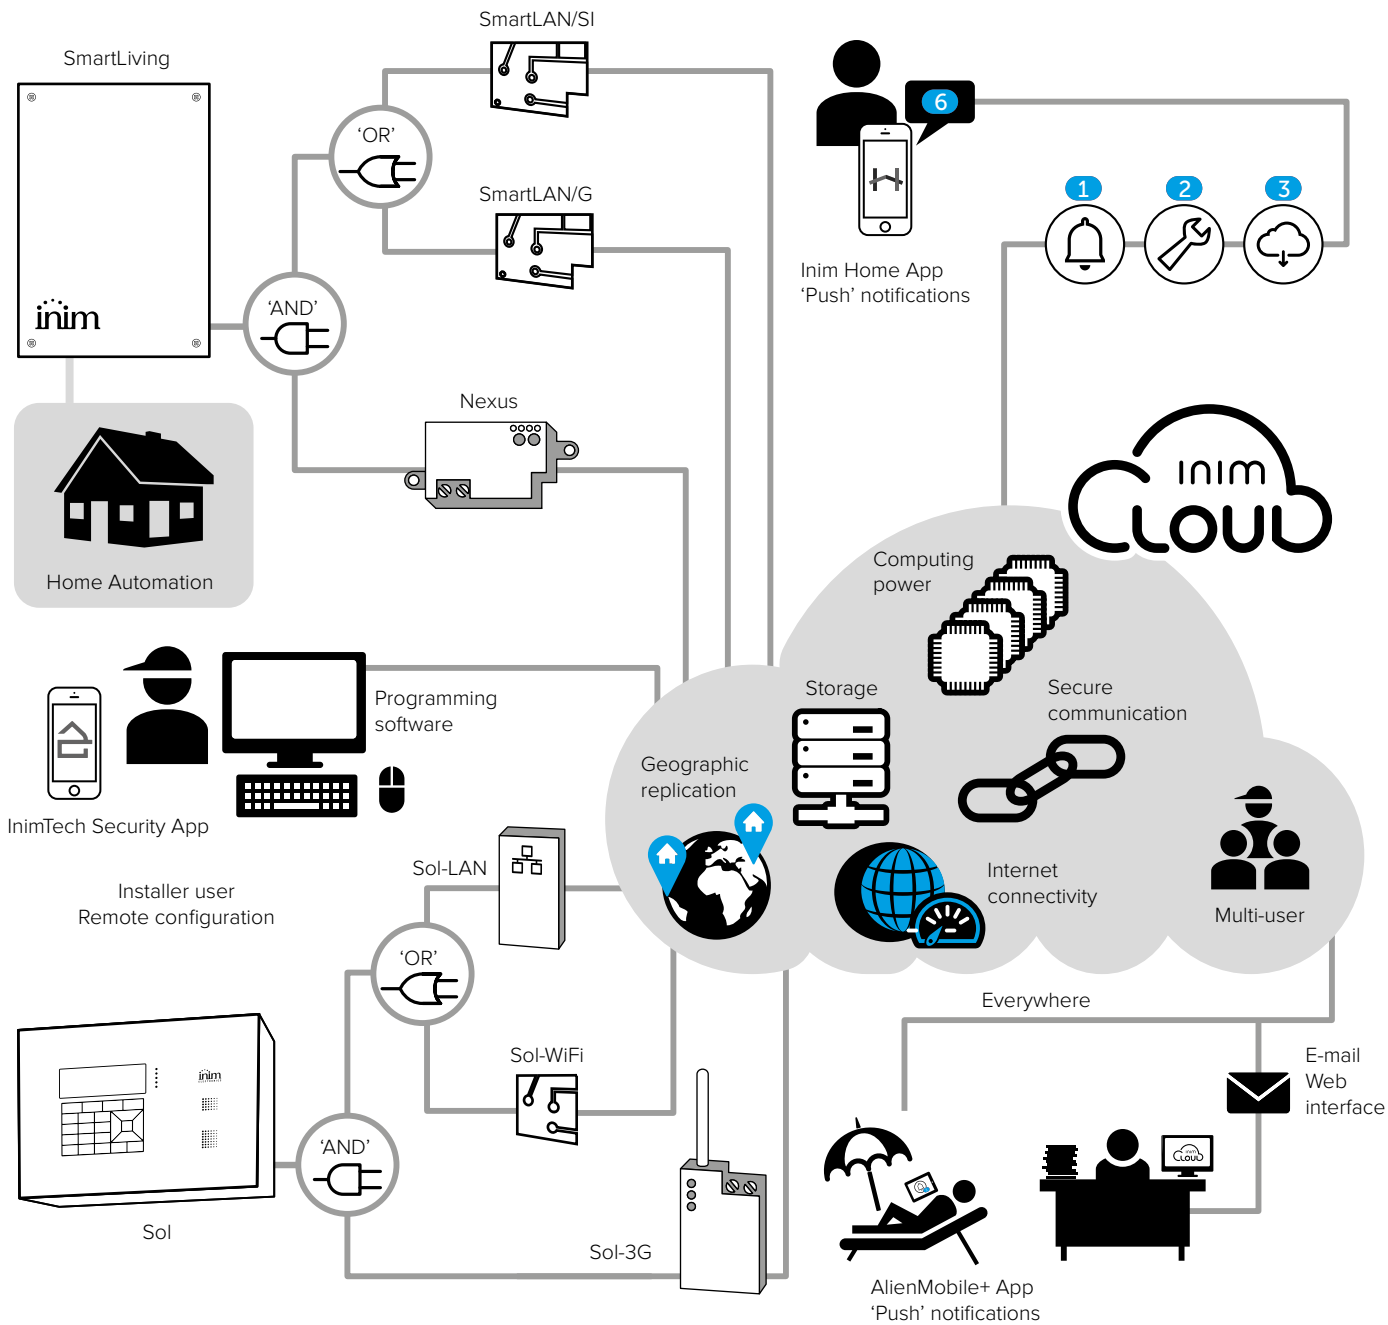 SmartLAN/SI
SmartLiving
'OR'
6
SmartLAN/G
1
2
3
Inim Home App
'Push' notifications
'AND'
inim
Nexus
INIM
CLOUD
Home Automation
Computing
power
Programming
software
Storage
Secure
communication
Geographic
replication
InimTech Security App
Installer user
Remote configuration
Sol-LAN
Internet
connectivity
Multi-user
'OR'
Everywhere
Sol-WiFi
E-mail
Web
interface
inim
'AND'
inim
CLOUD
Sol
Sol-3G
AlienMobile+ App
'Push' notifications